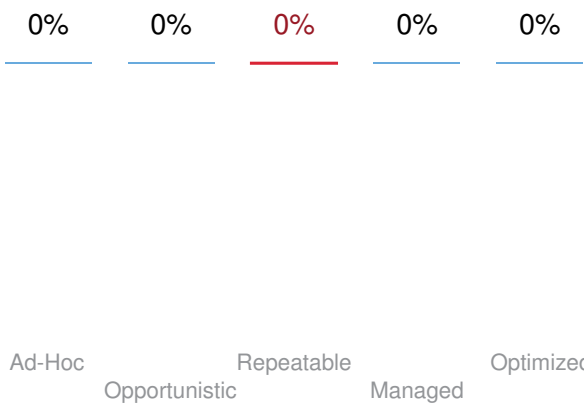 0% 0% 0% 0% 0%
Ad-Hoc Repeatable Optimized
Opportunistic Managed